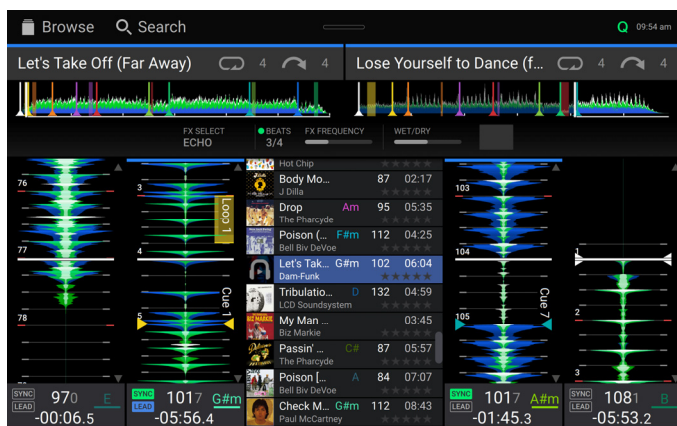 Browse Search Q 09:54 am
Let's Take Off (Far Away) 4 4 Lose Yourself to Dance (f... 4 4
FX SELECT BEATS FX FREQUENCY WET/DRY
ECHO 3/4
Hot Chip
76 3 Loop 1 Body Mo... 87 02:17 103
J Dilla
Drop Am 95 05:35
The Pharcyde
Poison (... F#m 112 04:25
Bell Biv DeVoe
77 4 Let's Tak... G#m 102 06:04 104 1
Dam-Funk
Cue 1 Tribulatio... D 132 04:59 Cue 7
LCD Soundsystem
78 5 My Man ... 03:45 105 2
Biz Markie
Passin' ... C# 87 05:57
The Pharcyde
Poison [... A 84 07:07 3
Bell Biv DeVoe
Check M... G#m 112 08:43
Paul McCartney
SYNC 970 E SYNC 1017 G#m SYNC 1017 A#m SYNC 1081 B
LEAD -00:06.5 LEAD -05:56.4 LEAD -01:45.3 LEAD -05:53.2